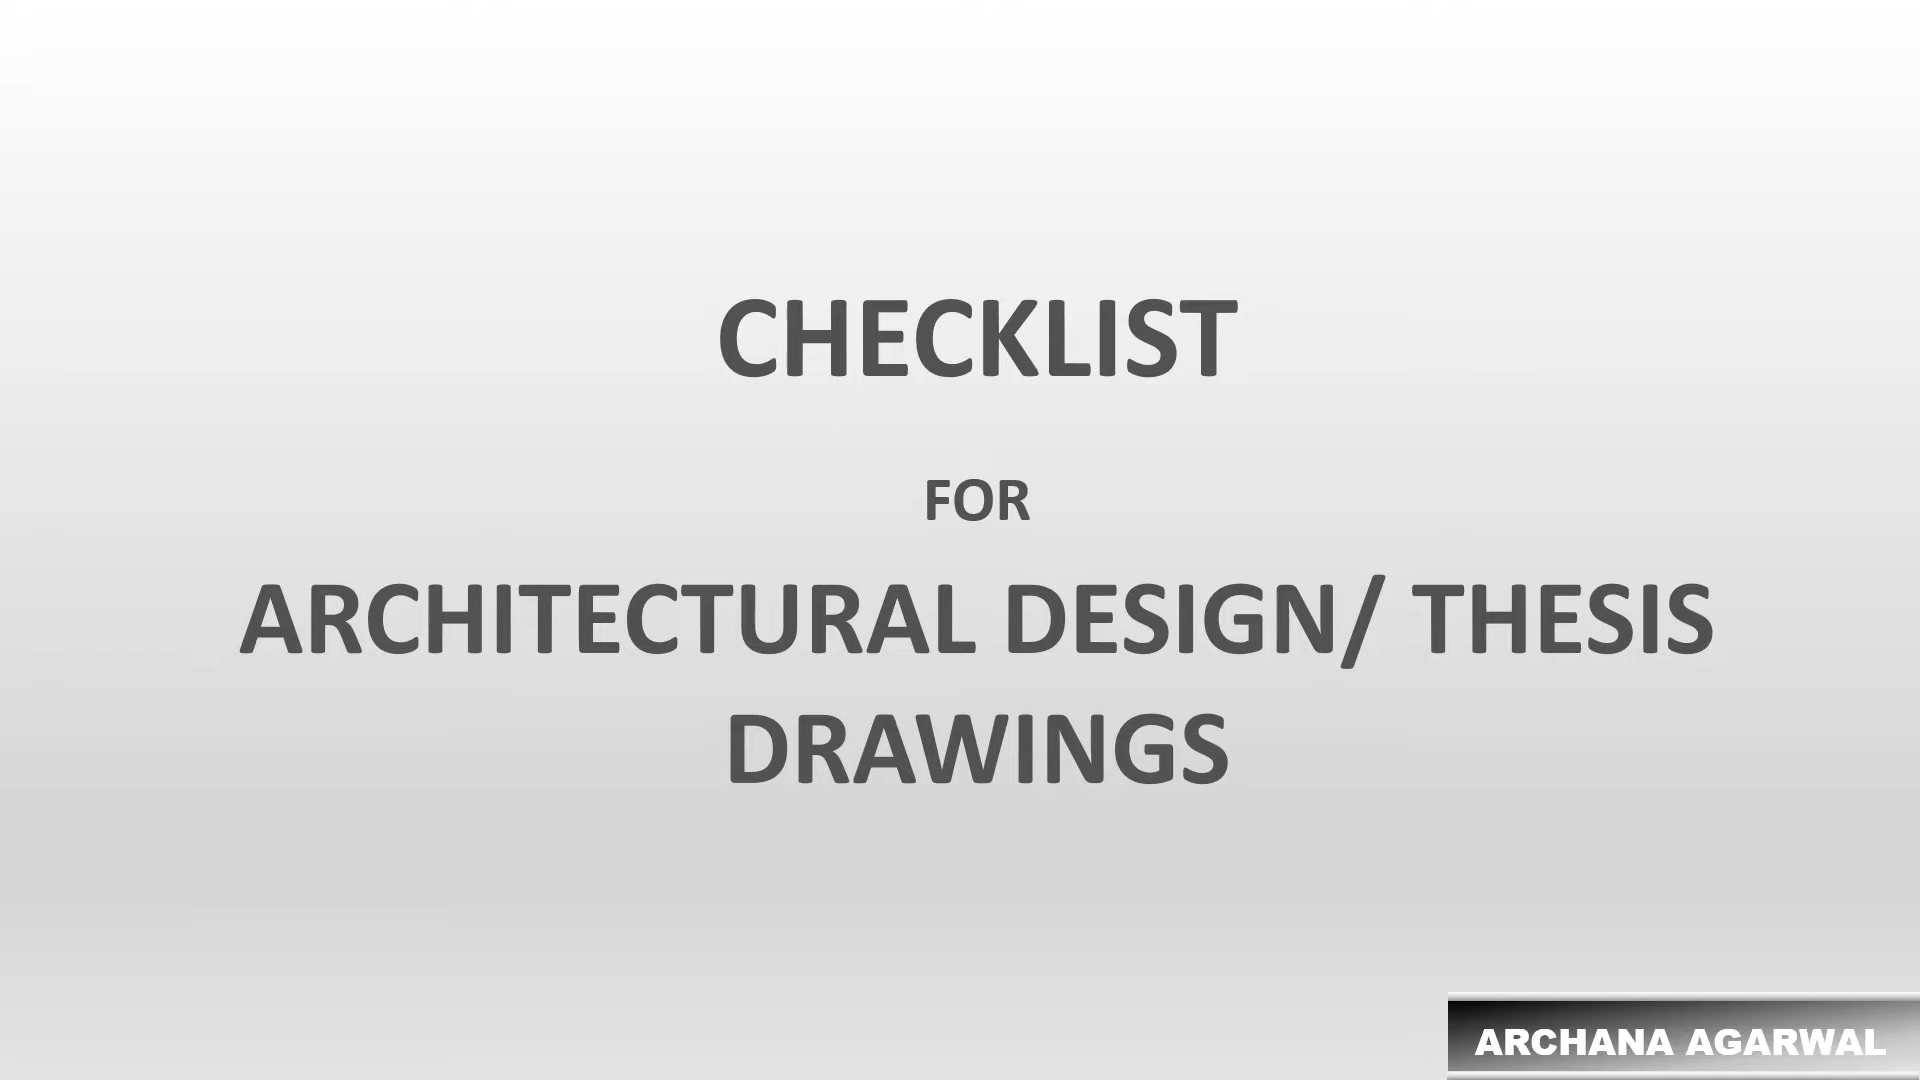 CHECKLIST
FOR
ARCHITECTURAL DESIGN/ THESIS
DRAWINGS
ARCHANA AGARWAL